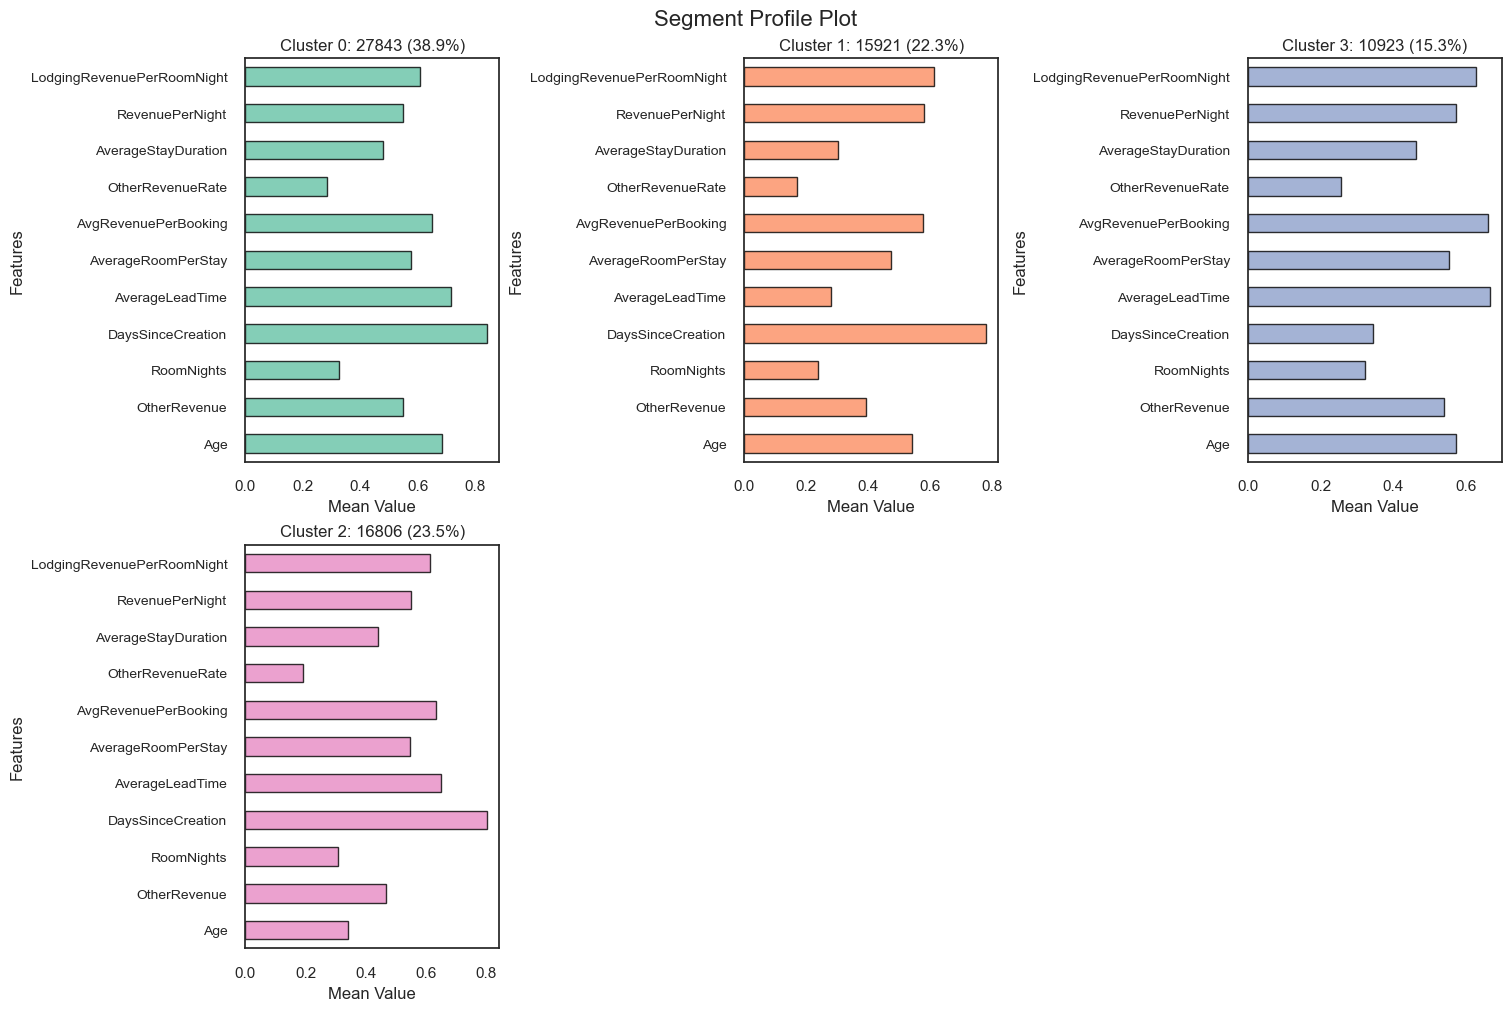 Segment Profile Plot
Cluster 0: 27843 (38.9%)
Features
LodgingRevenuePerRoomNight
RevenuePerNight
AverageStayDuration
OtherRevenueRate
AvgRevenuePerBooking
AverageRoomPerStay
AverageLeadTime
DaysSinceCreation
RoomNights
OtherRevenue
Age
0.0 0.2 0.4 0.6 0.8
Mean Value
Cluster 1: 15921 (22.3%)
Features
LodgingRevenuePerRoomNight
RevenuePerNight
AverageStayDuration
OtherRevenueRate
AvgRevenuePerBooking
AverageRoomPerStay
AverageLeadTime
DaysSinceCreation
RoomNights
OtherRevenue
Age
0.0 0.2 0.4 0.6 0.8
Mean Value
Cluster 3: 10923 (15.3%)
Features
LodgingRevenuePerRoomNight
RevenuePerNight
AverageStayDuration
OtherRevenueRate
AvgRevenuePerBooking
AverageRoomPerStay
AverageLeadTime
DaysSinceCreation
RoomNights
OtherRevenue
Age
0.0 0.2 0.4 0.6
Mean Value
Cluster 2: 16806 (23.5%)
Features
LodgingRevenuePerRoomNight
RevenuePerNight
AverageStayDuration
OtherRevenueRate
AvgRevenuePerBooking
AverageRoomPerStay
AverageLeadTime
DaysSinceCreation
RoomNights
OtherRevenue
Age
0.0 0.2 0.4 0.6 0.8
Mean Value